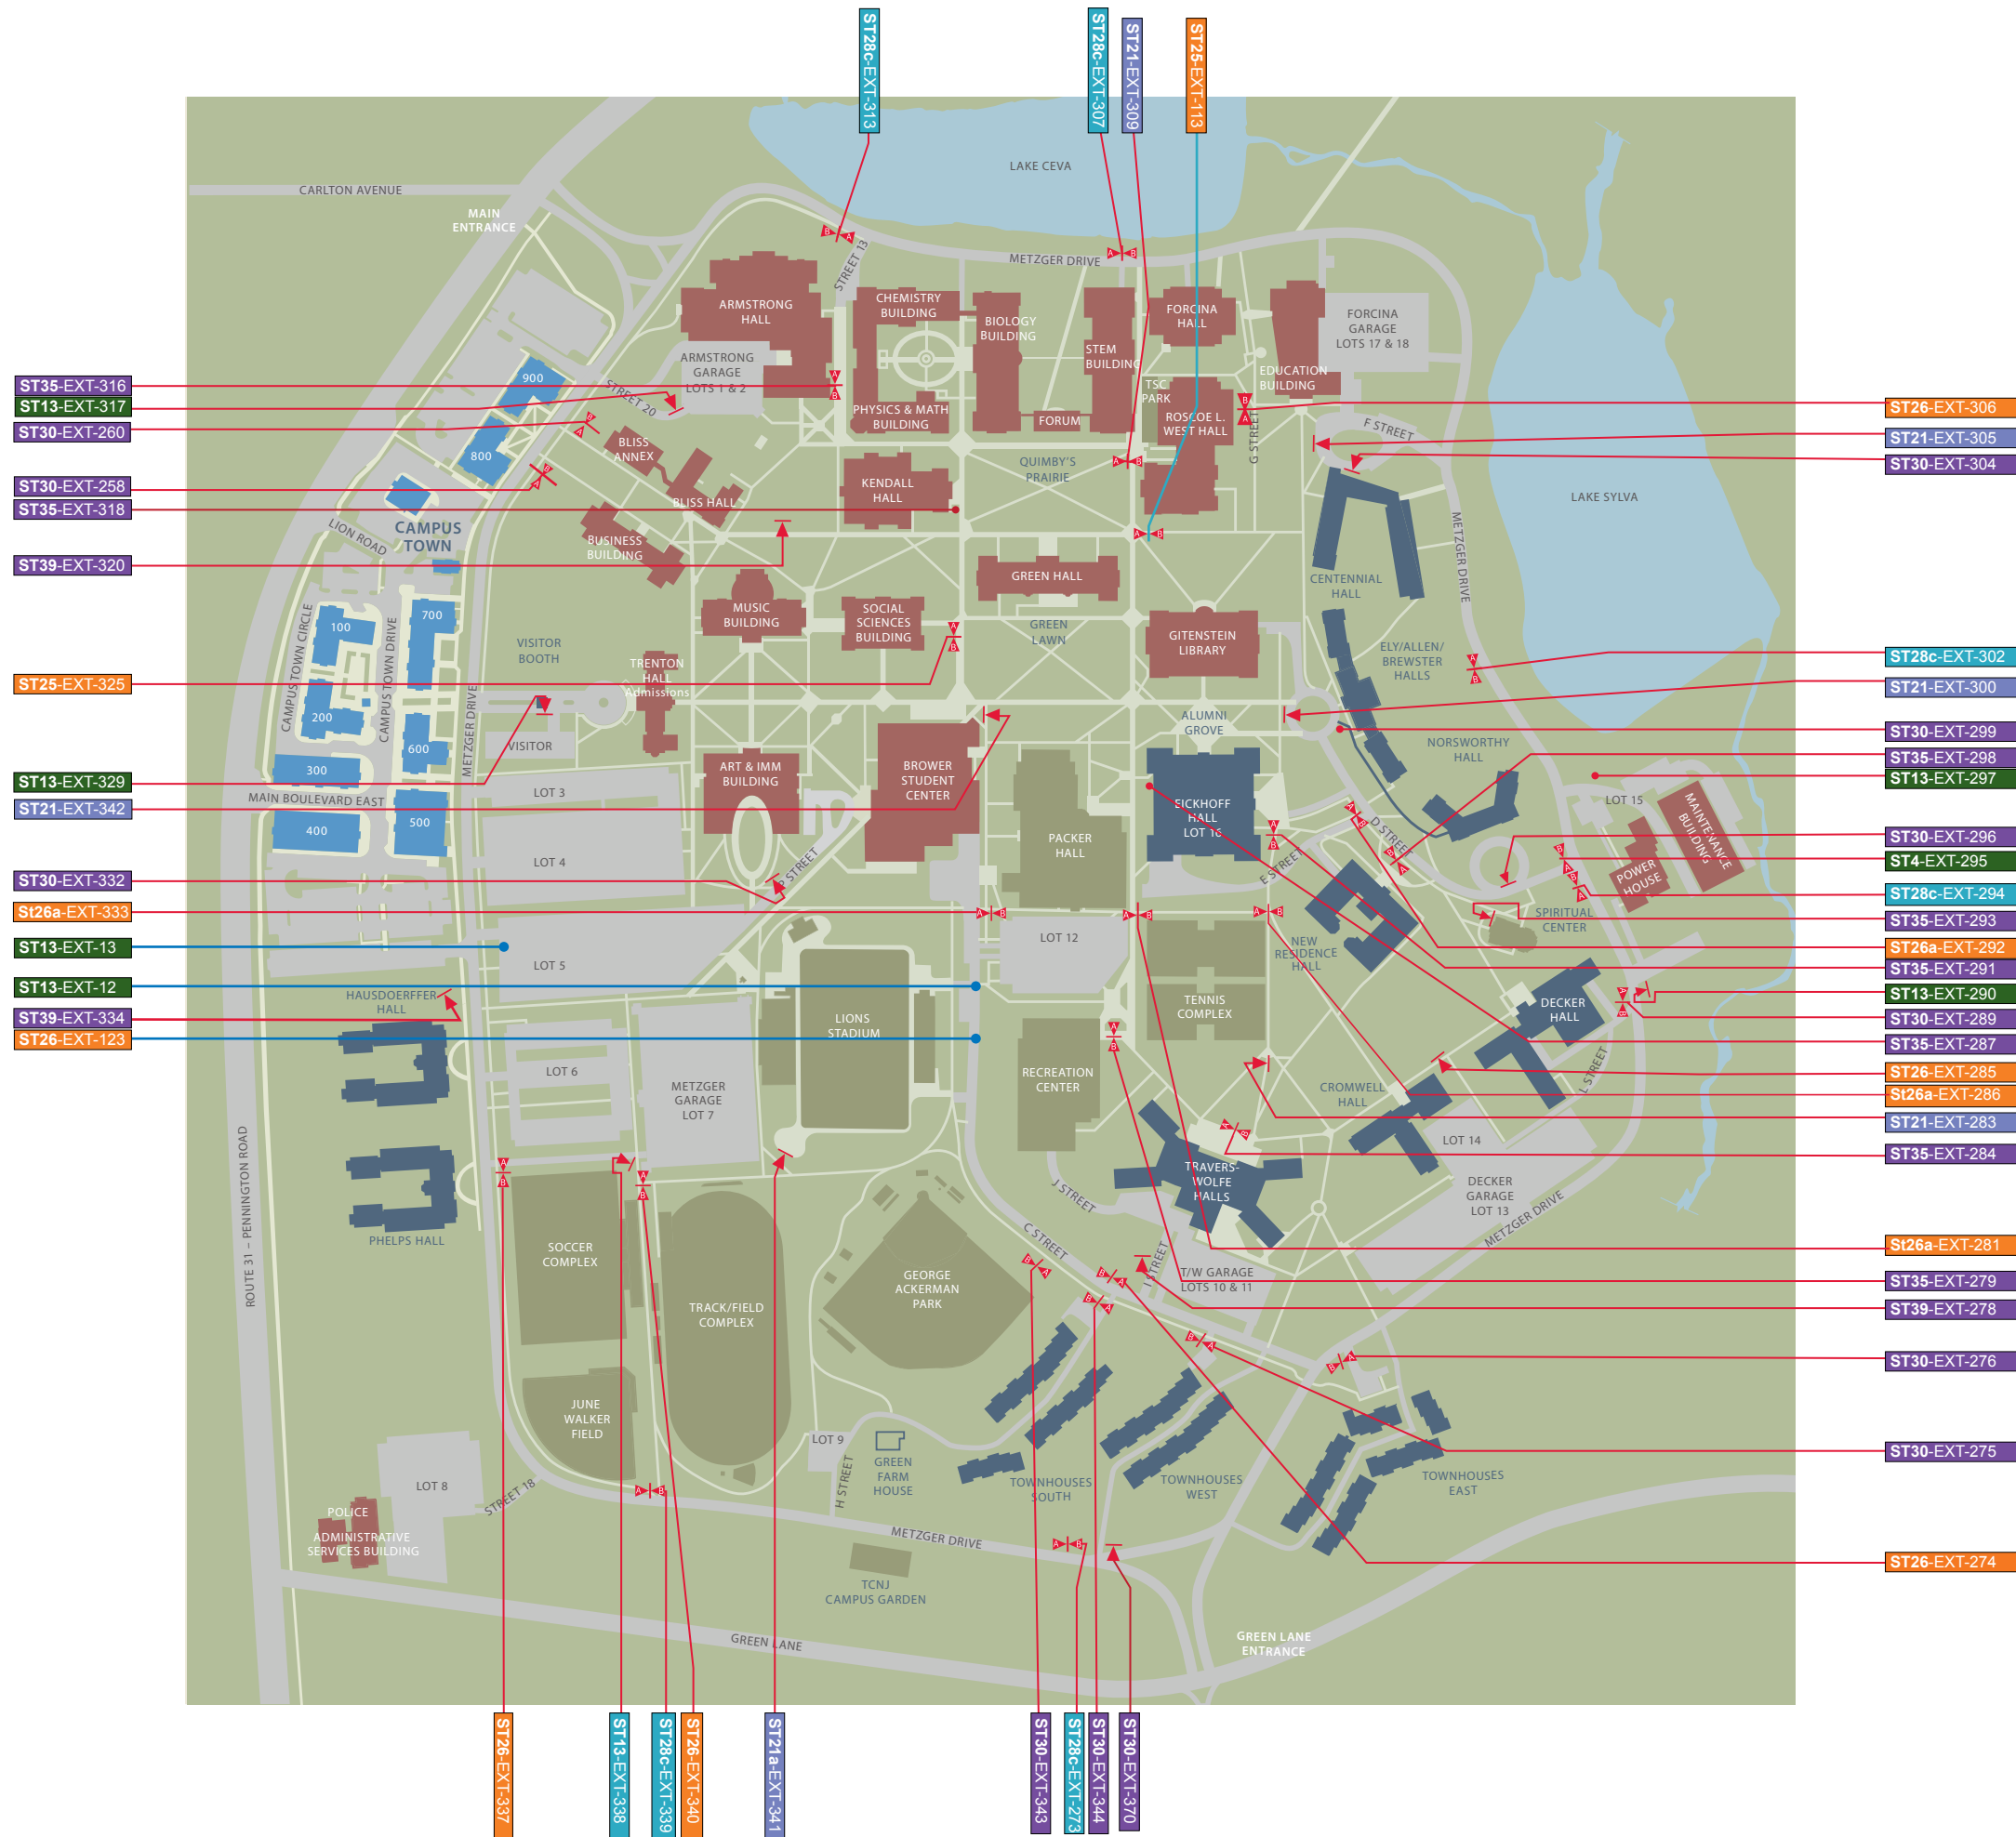 ST28c-EXT-313
ST28c-EXT-307
ST21-EXT-309
ST25-EXT-113
LAKE CEVA
CARLTON AVENUE
MAIN
ENTRANCE
STREET 13
METZGER DRIVE
ARMSTRONG
HALL
CHEMISTRY
BUILDING
BIOLOGY
BUILDING
FORCINA
HALL
FORCINA
GARAGE
LOTS 17 & 18
STEM
BUILDING
ARMSTRONG
GARAGE
LOTS 1 & 2
EDUCATION
BUILDING
TSC
PARK
900
STREET 20
PHYSICS & MATH
BUILDING
FORUM
ROSCOE L.
WEST HALL
G STREET
F STREET
ST35-EXT-316
ST13-EXT-317
ST30-EXT-260
ST30-EXT-258
ST35-EXT-318
ST39-EXT-320
ST25-EXT-325
ST13-EXT-329
ST21-EXT-342
ST30-EXT-332
St26a-EXT-333
ST13-EXT-13
ST13-EXT-12
ST39-EXT-334
ST26-EXT-123
800
BLISS
ANNEX
BLISS HALL
KENDALL
HALL
QUIMBY'S
PRAIRIE
LAKE SYLVA
CAMPUS
TOWN
LION ROAD
BUSINESS
BUILDING
GREEN HALL
CENTENNIAL
HALL
METZGER DRIVE
CAMPUS TOWN CIRCLE
CAMPUS TOWN DRIVE
100
700
200
600
300
MAIN BOULEVARD EAST
400
500
METZGER DRIVE
VISITOR
BOOTH
VISITOR
MUSIC
BUILDING
SOCIAL
SCIENCES
BUILDING
GREEN
LAWN
GITENSTEIN
LIBRARY
ELY/ALLEN/
BREWSTER
HALLS
TRENTON
HALL
Admissions
ALUMNI
GROVE
NORSWORTHY
HALL
ART & IMM
BUILDING
BROWER
STUDENT
CENTER
PACKER
HALL
EICKHOFF
HALL
LOT 16
LOT 15
MAINTENANCE
BUILDING
POWER
HOUSE
D STREET
E STREET
LOT 3
LOT 4
LOT 5
LOT 12
NEW
RESIDENCE
HALL
SPIRITUAL
CENTER
HAUSDOERFFER
HALL
LIONS
STADIUM
TENNIS
COMPLEX
DECKER
HALL
LOT 6
METZGER
GARAGE
LOT 7
RECREATION
CENTER
CROMWELL
HALL
L STREET
LOT 14
DECKER
GARAGE
LOT 13
METZGER DRIVE
ROUTE 31 – PENNINGTON ROAD
PHELPS HALL
TRAVERS-
WOLFE
HALLS
J STREET
C STREET
I STREET
T/W GARAGE
LOTS 10 & 11
SOCCER
COMPLEX
TRACK/FIELD
COMPLEX
GEORGE
ACKERMAN
PARK
JUNE
WALKER
FIELD
LOT 9
H STREET
GREEN
FARM
HOUSE
TOWNHOUSES
SOUTH
TOWNHOUSES
WEST
TOWNHOUSES
EAST
LOT 8
STREET 18
POLICE
ADMINISTRATIVE
SERVICES BUILDING
METZGER DRIVE
TCNJ
CAMPUS GARDEN
GREEN LANE
GREEN LANE
ENTRANCE
ST26-EXT-306
ST21-EXT-305
ST30-EXT-304
ST28c-EXT-302
ST21-EXT-300
ST30-EXT-299
ST35-EXT-298
ST13-EXT-297
ST30-EXT-296
ST4-EXT-295
ST28c-EXT-294
ST35-EXT-293
ST26a-EXT-292
ST35-EXT-291
ST13-EXT-290
ST30-EXT-289
ST35-EXT-287
ST26-EXT-285
St26a-EXT-286
ST21-EXT-283
ST35-EXT-284
St26a-EXT-281
ST35-EXT-279
ST39-EXT-278
ST30-EXT-276
ST30-EXT-275
ST26-EXT-274
ST26-EXT-337
ST13-EXT-338
ST28c-EXT-339
ST26-EXT-340
ST21a-EXT-341
ST30-EXT-343
ST28c-EXT-273
ST30-EXT-344
ST30-EXT-370